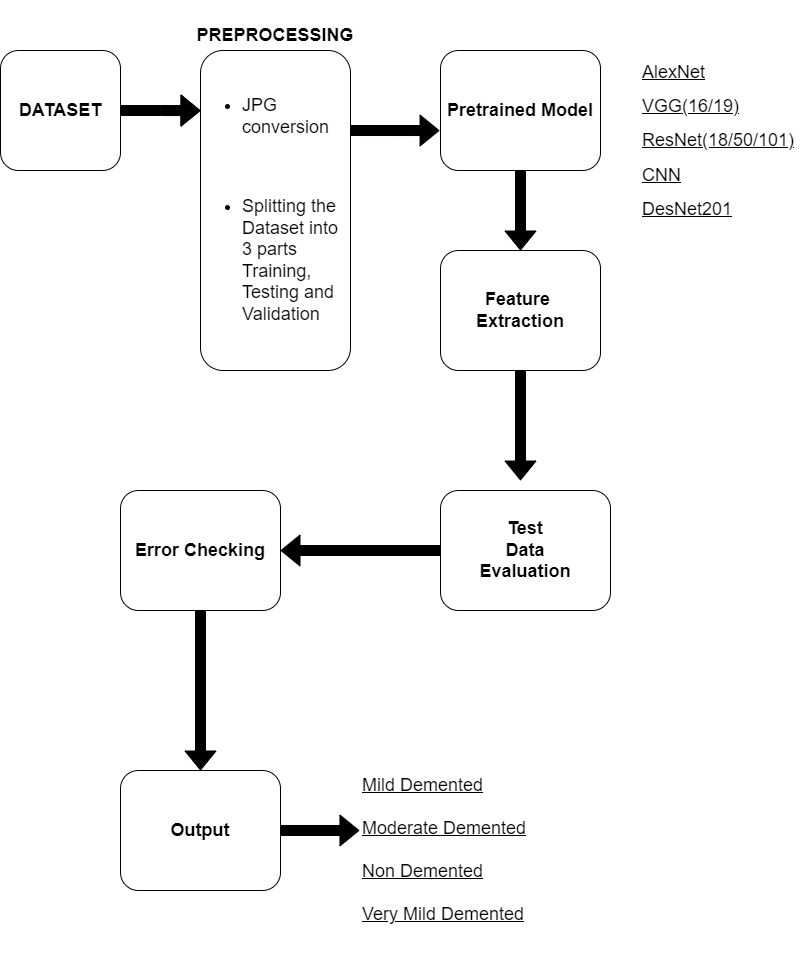 PREPROCESSING
DATASET
• JPG
conversion
• Splitting the
Dataset into
3 parts
Training,
Testing and
Validation
Pretrained Model
AlexNet
VGG(16/19)
ResNet(18/50/101)
CNN
DesNet201
Feature
Extraction
Test
Data
Evaluation
Error Checking
Output
Mild Demented
Moderate Demented
Non Demented
Very Mild Demented